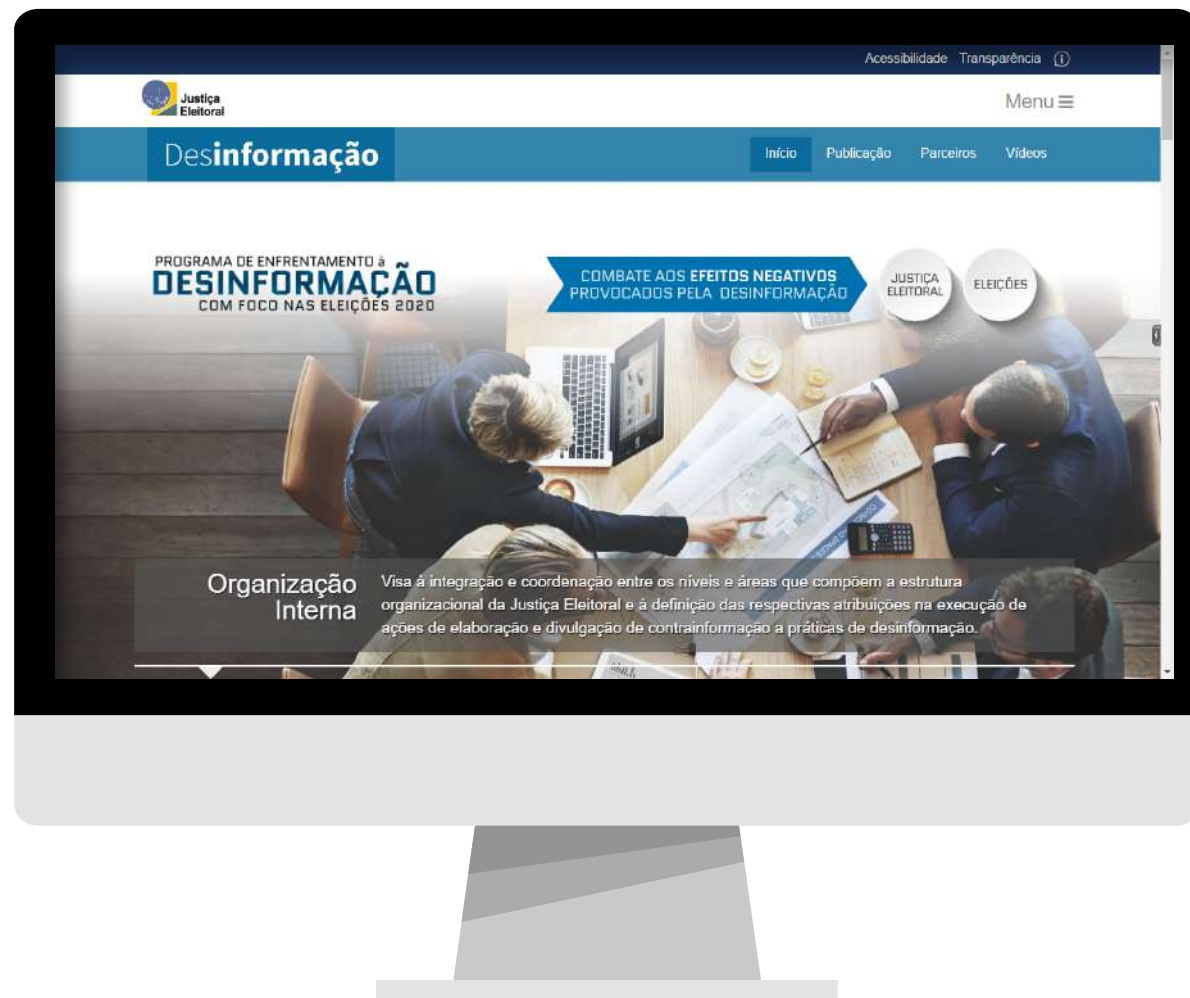 Acessibilidade Transparência
Justiça
Eleitoral
Menu
Desinformação
Início Publicação Parceiros Vídeos
PROGRAMA DE ENFRENTAMENTO à
DESINFORMAÇÃO
COM FOCO NAS ELEIÇÕES 2020
COMBATE AOS EFEITOS NEGATIVOS
PROVOCADOS PELA DESINFORMAÇÃO
JUSTIÇA
ELEITORAL
ELEIÇÕES
Organização
Interna
Visa à integração e coordenação entre os níveis e áreas que compõem a estrutura
organizacional da Justiça Eleitoral e à definição das respectivas atribuições na execução de
ações de elaboração e divulgação de contrainformação a práticas de desinformação.